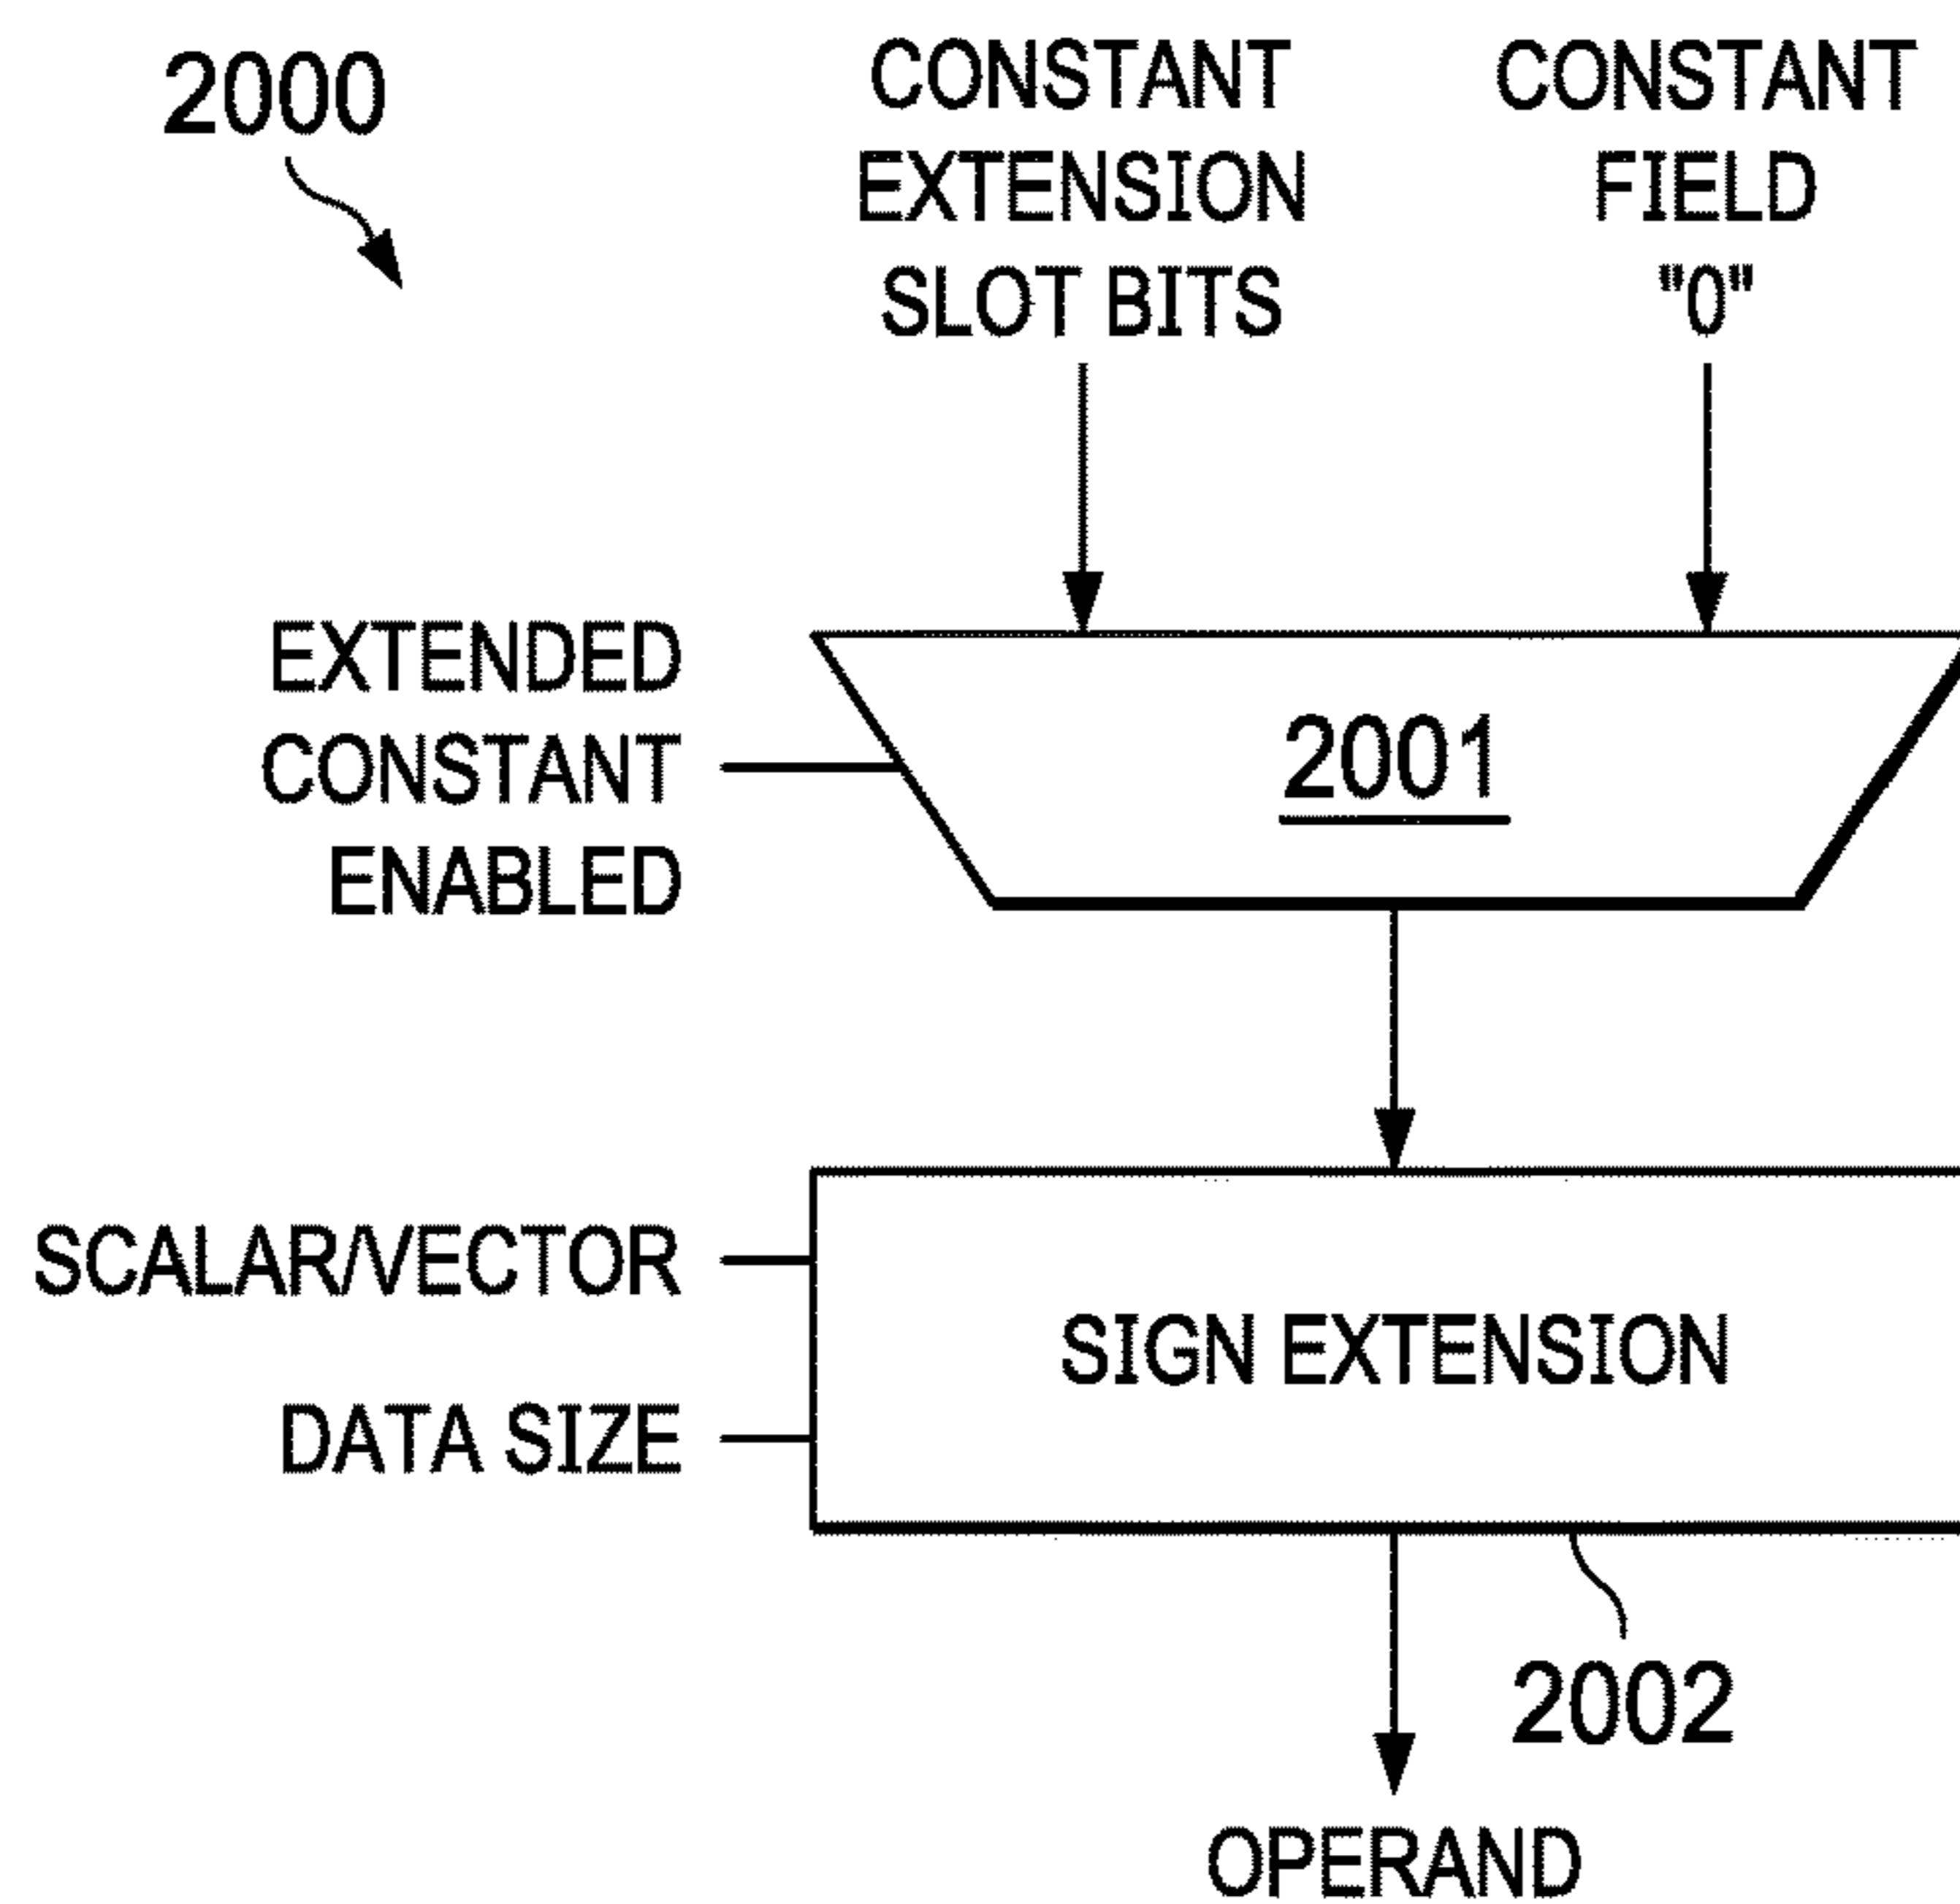 2000
CONSTANT
EXTENSION
SLOT BITS
CONSTANT
FIELD
"0"
EXTENDED
CONSTANT
ENABLED
2001
SCALAR/VECTOR
DATA SIZE
SIGN EXTENSION
2002
OPERAND